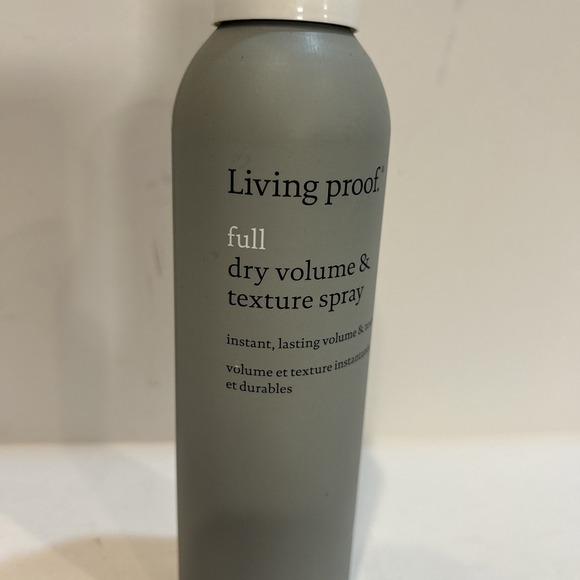 Living proof.®
full
dry volume &
texture spray
instant, lasting volume &
volume et texture
et durables